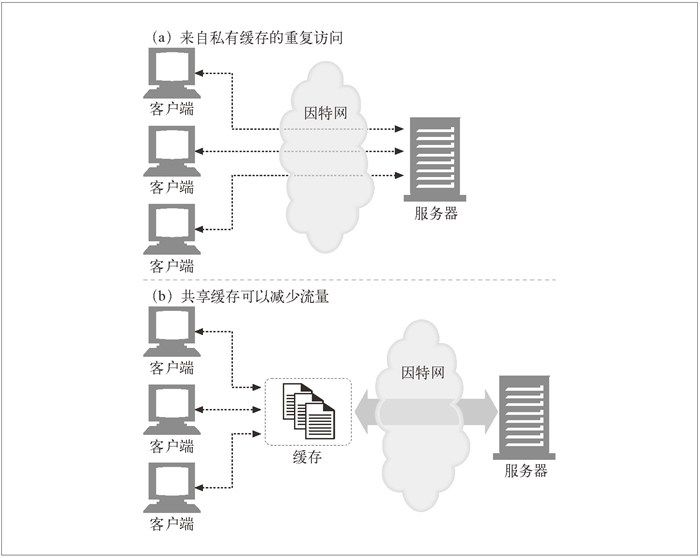 （a）来自私有缓存的重复访问
客户端
因特网
客户端
服务器
客户端
（b）共享缓存可以减少流量
客户端
因特网
客户端
缓存
服务器
客户端